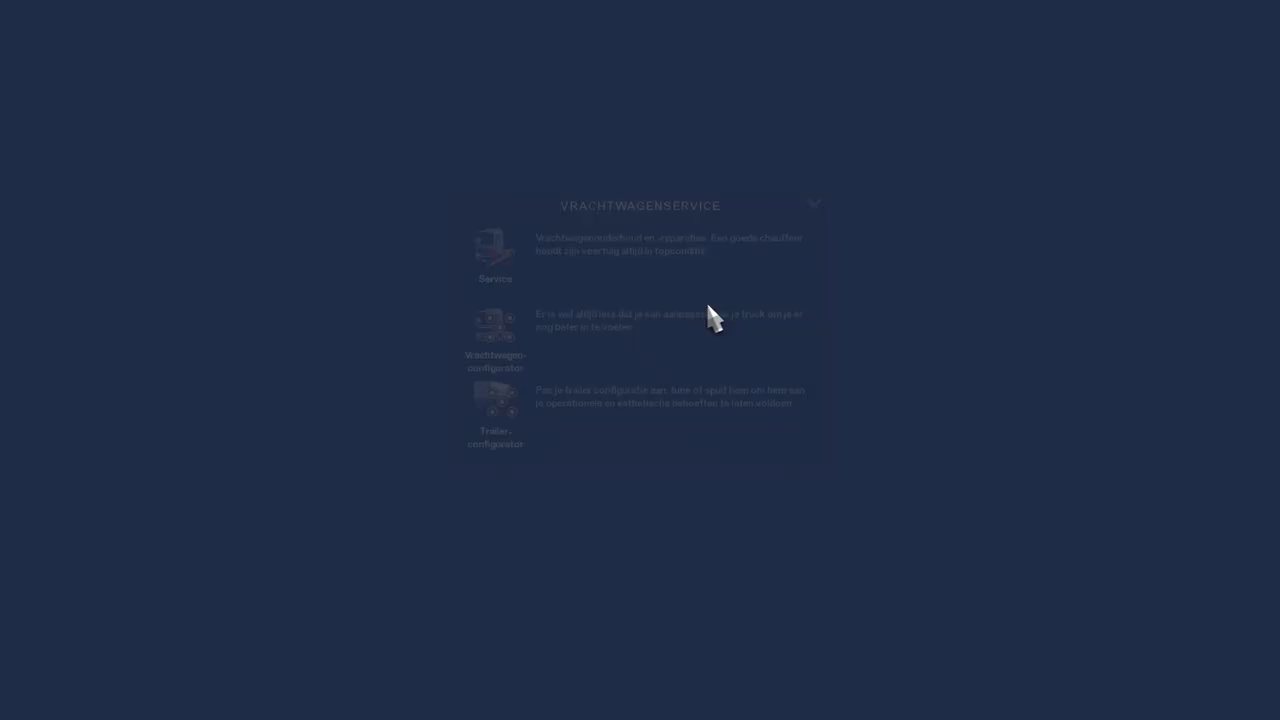 VRACHTWAGENSERVICE
Vrachtwagenonderhoud en -reparaties. Een goede chauffeur
houdt zijn voertuig altijd in topconditie.
Service
Er is wel altijd iets dat je kan aanpassen je truck om je er
nog beter in te voelen.
Vrachtwagen-
configurator
Pas je trailer configuratie aan, tune of spuit hem om hem aan
je operationele en esthetische behoeften te laten voldoen.
Trailer-
configurator